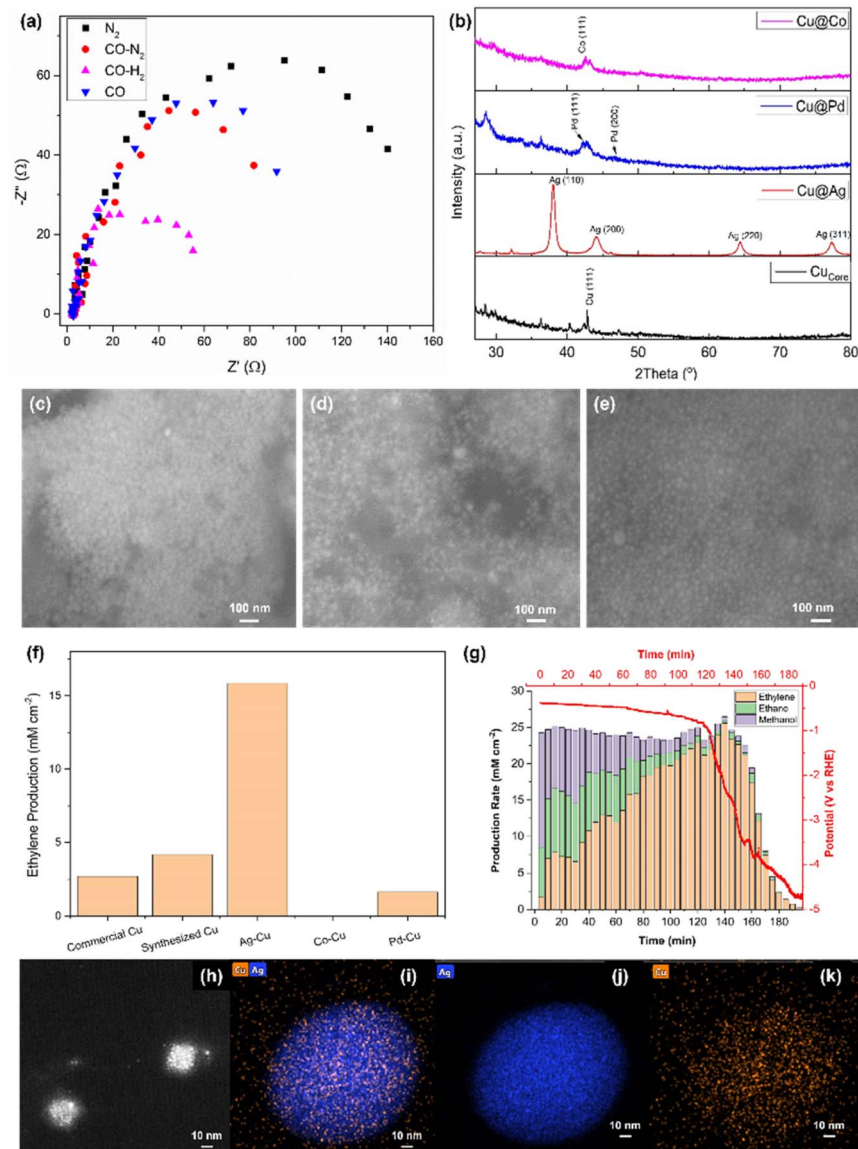 (a)
N₂
CO-N₂
CO-H₂
CO
60
40
20
0
-Z'' (Ω)
0 20 40 60 80 100 120 140 160
Z' (Ω)
(b)
Cu@Co
Co (111)
Cu@Pd
Pd (111)
Pd (200)
Cu@Ag
Ag (110)
Ag (200)
Ag (220)
Ag (311)
Cu Core
Cu (111)
Intensity (a.u.)
30 40 50 60 70 80
2Theta (°)
(c)
100 nm
(d)
100 nm
(e)
100 nm
(f)
15
10
5
0
Ethylene Production (mM cm⁻²)
Commercial Cu
Synthesized Cu
Ag-Cu
Co-Cu
Pd-Cu
(g)
Time (min)
0 20 40 60 80 100 120 140 160 180
Ethylene
Ethano
Methanol
30
25
20
15
10
5
0
Production Rate (mM cm⁻²)
0
-1
-2
-3
-4
-5
Potential (V vs RHE)
0 20 40 60 80 100 120 140 160 180
Time (min)
(h)
10 nm
Cu Ag
(i)
10 nm
Ag
(j)
10 nm
Cu
(k)
10 nm